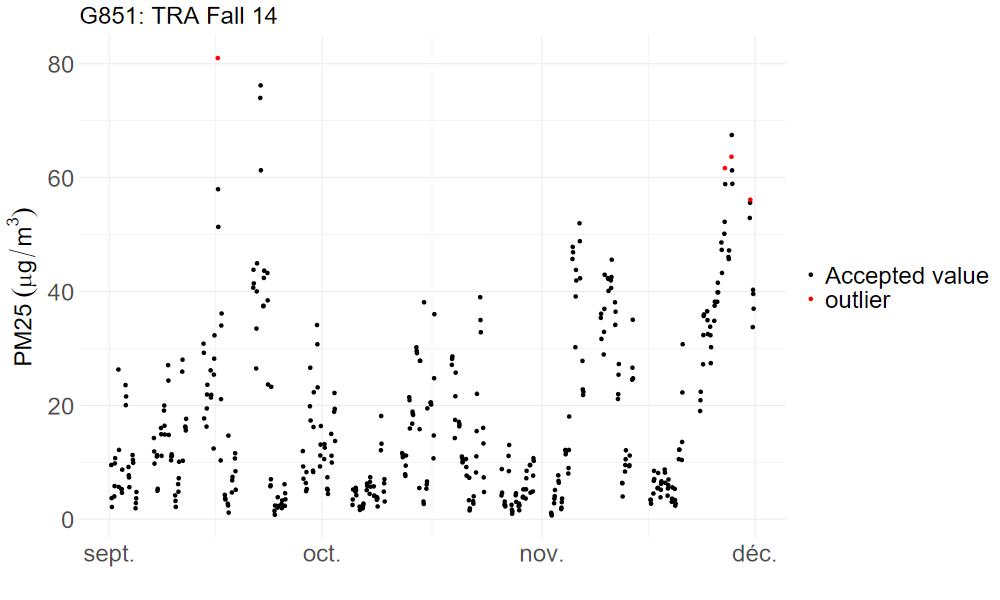 G851: TRA Fall 14
PM25 (μg/m³)
80
60
40
20
0
sept.
oct.
nov.
déc.
Accepted value
outlier